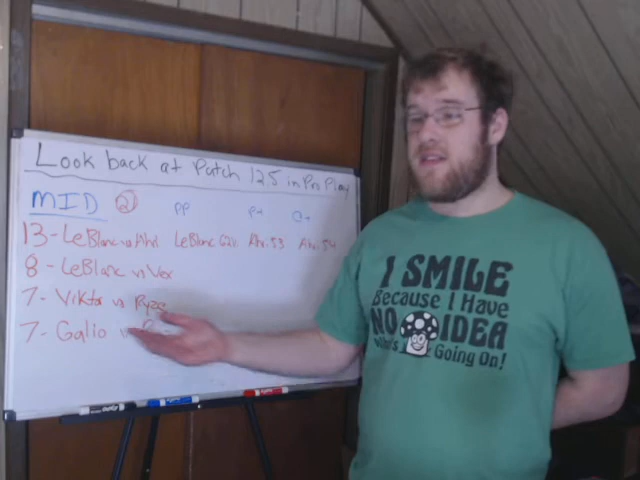 Look back at Patch 12.5 in Pro Play
MID 21 PP P+ G+
13 - LeBlanc vs Ahri LeBlanc Ahri 53 Ahri 54
8 - LeBlanc vs Vex
7 - Viktor vs Ryze
7 - Galio vs
I SMILE
Because I Have
NO IDEA
What's Going On!